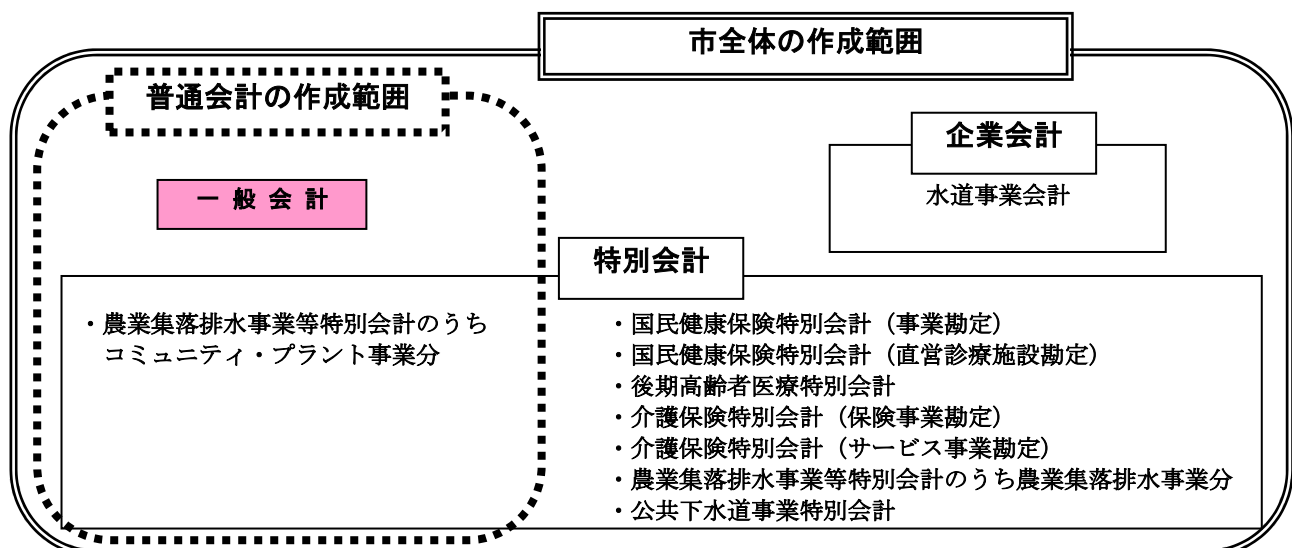 市全体の作成範囲
普通会計の作成範囲
企業会計
一 般 会 計
水道事業会計
特別会計
・農業集落排水事業等特別会計のうち
コミュニティ・プラント事業分
・国民健康保険特別会計（事業勘定）
・国民健康保険特別会計（直営診療施設勘定）
・後期高齢者医療特別会計
・介護保険特別会計（保険事業勘定）
・介護保険特別会計（サービス事業勘定）
・農業集落排水事業等特別会計のうち農業集落排水事業分
・公共下水道事業特別会計